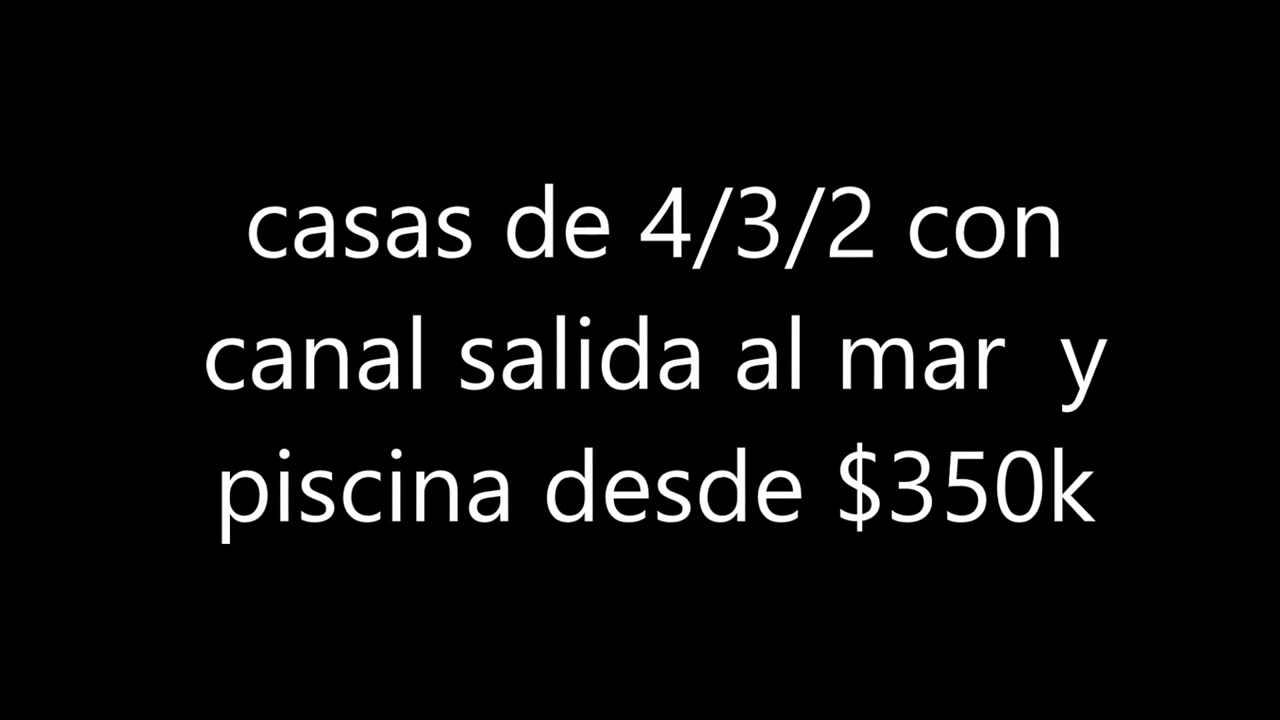 casas de 4/3/2 con
canal salida al mar  y
piscina desde $350k